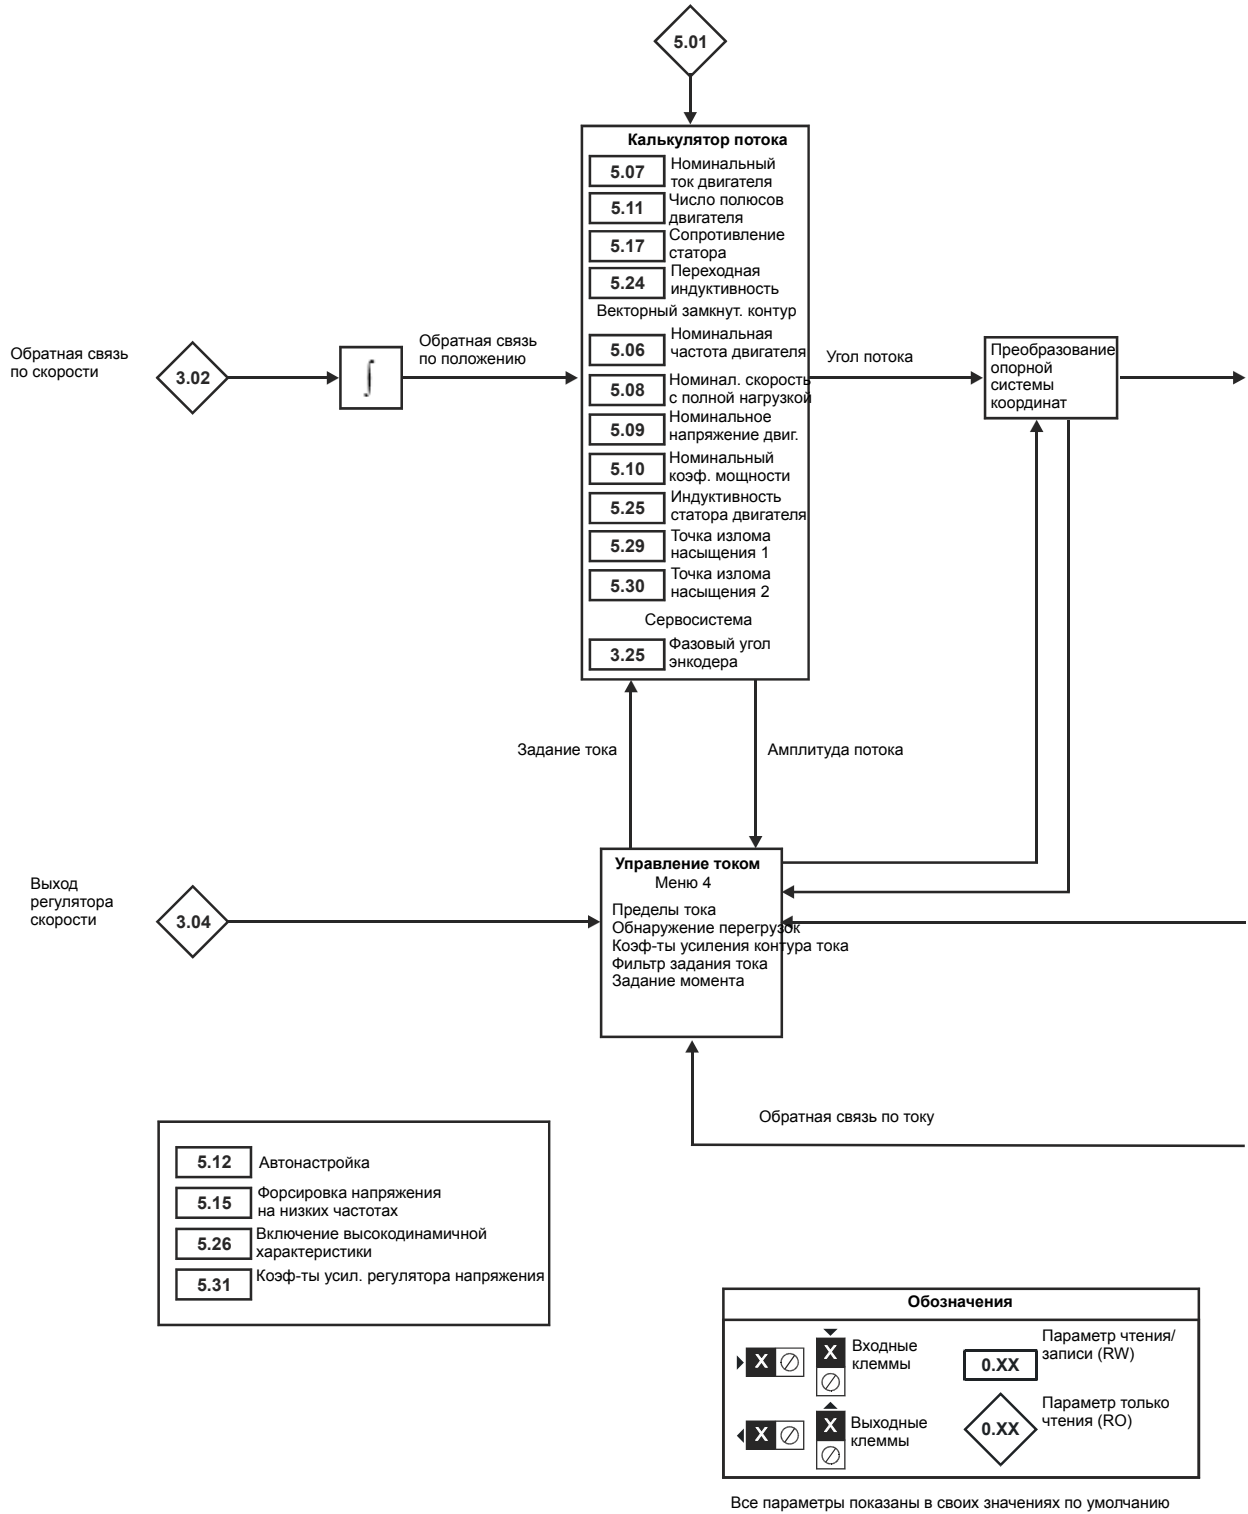 5.01
Калькулятор потока
5.07
Номинальный
ток двигателя
5.11
Число полюсов
двигателя
5.17
Сопротивление
статора
5.24
Переходная
индуктивность
Векторный замкнут. контур
Обратная связь
по скорости
3.02
∫
Обратная связь
по положению
5.06
Номинальная
частота двигателя
5.08
Номинал. скорость
с полной нагрузкой
5.09
Номинальное
напряжение двиг.
5.10
Номинальный
коэф. мощности
5.25
Индуктивность
статора двигателя
5.29
Точка излома
насыщения 1
5.30
Точка излома
насыщения 2
Сервосистема
3.25
Фазовый угол
энкодера
Угол потока
Преобразование
опорной
системы
координат
Задание тока
Амплитуда потока
Выход
регулятора
скорости
3.04
Управление током
Меню 4
Пределы тока
Обнаружение перегрузок
Коэф-ты усиления контура тока
Фильтр задания тока
Задание момента
Обратная связь по току
5.12
Автонастройка
5.15
Форсировка напряжения
на низких частотах
5.26
Включение высокодинамичной
характеристики
5.31
Коэф-ты усил. регулятора напряжения
Обозначения
X
X
Входные
клеммы
0.XX
Параметр чтения/
записи (RW)
X
X
Выходные
клеммы
0.XX
Параметр только
чтения (RO)
Все параметры показаны в своих значениях по умолчанию